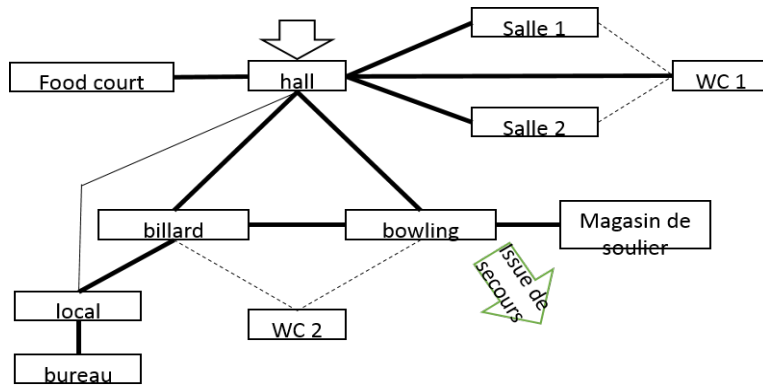 Salle 1
Food court
hall
WC 1
Salle 2
billard
bowling
Magasin de
soulier
Issue de
secours
local
WC 2
bureau